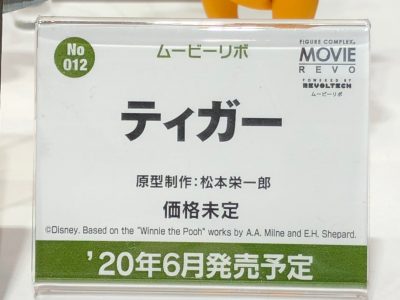 No
012
ムービーリボ
FIGURE COMPLEX
MOVIE
REVO
POWERED BY
REVOLTECH
ムービーリボ
ティガー
原型制作:松本栄一郎
価格未定
©Disney. Based on the "Winnie the Pooh" works by A.A. Milne and E.H. Shepard.
'20年6月発売予定